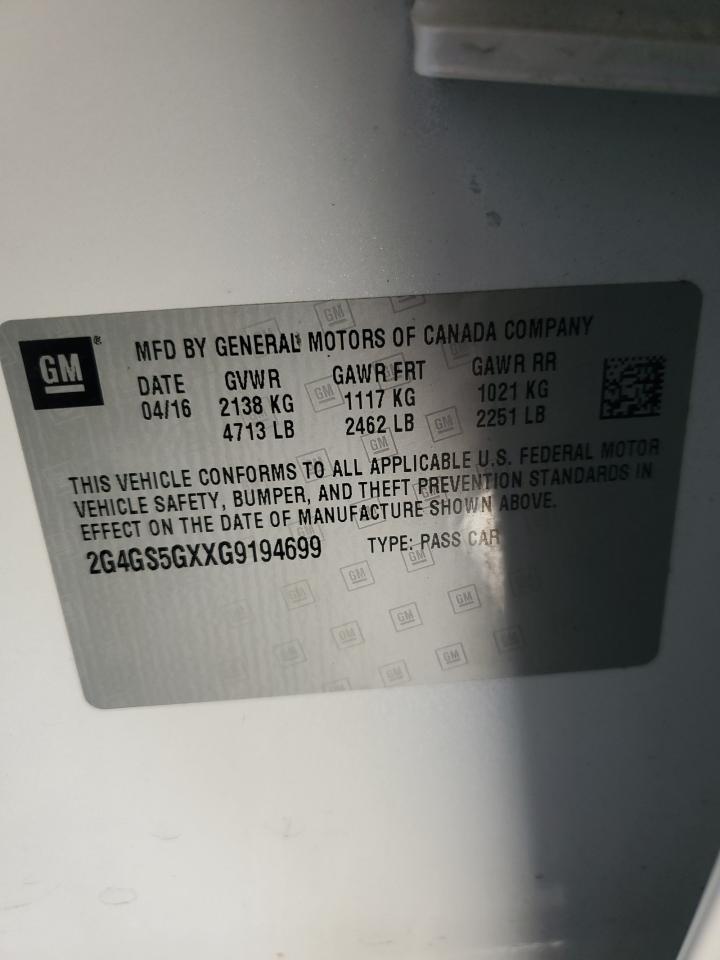 GM®
MFD BY GENERAL MOTORS OF CANADA COMPANY
DATE GVWR GAWR FRT GAWR RR
04/16 2138 KG 1117 KG 1021 KG
4713 LB 2462 LB 2251 LB
THIS VEHICLE CONFORMS TO ALL APPLICABLE U.S. FEDERAL MOTOR
VEHICLE SAFETY, BUMPER, AND THEFT PREVENTION STANDARDS IN
EFFECT ON THE DATE OF MANUFACTURE SHOWN ABOVE.
2G4GS5GXXG9194699 TYPE: PASS CAR